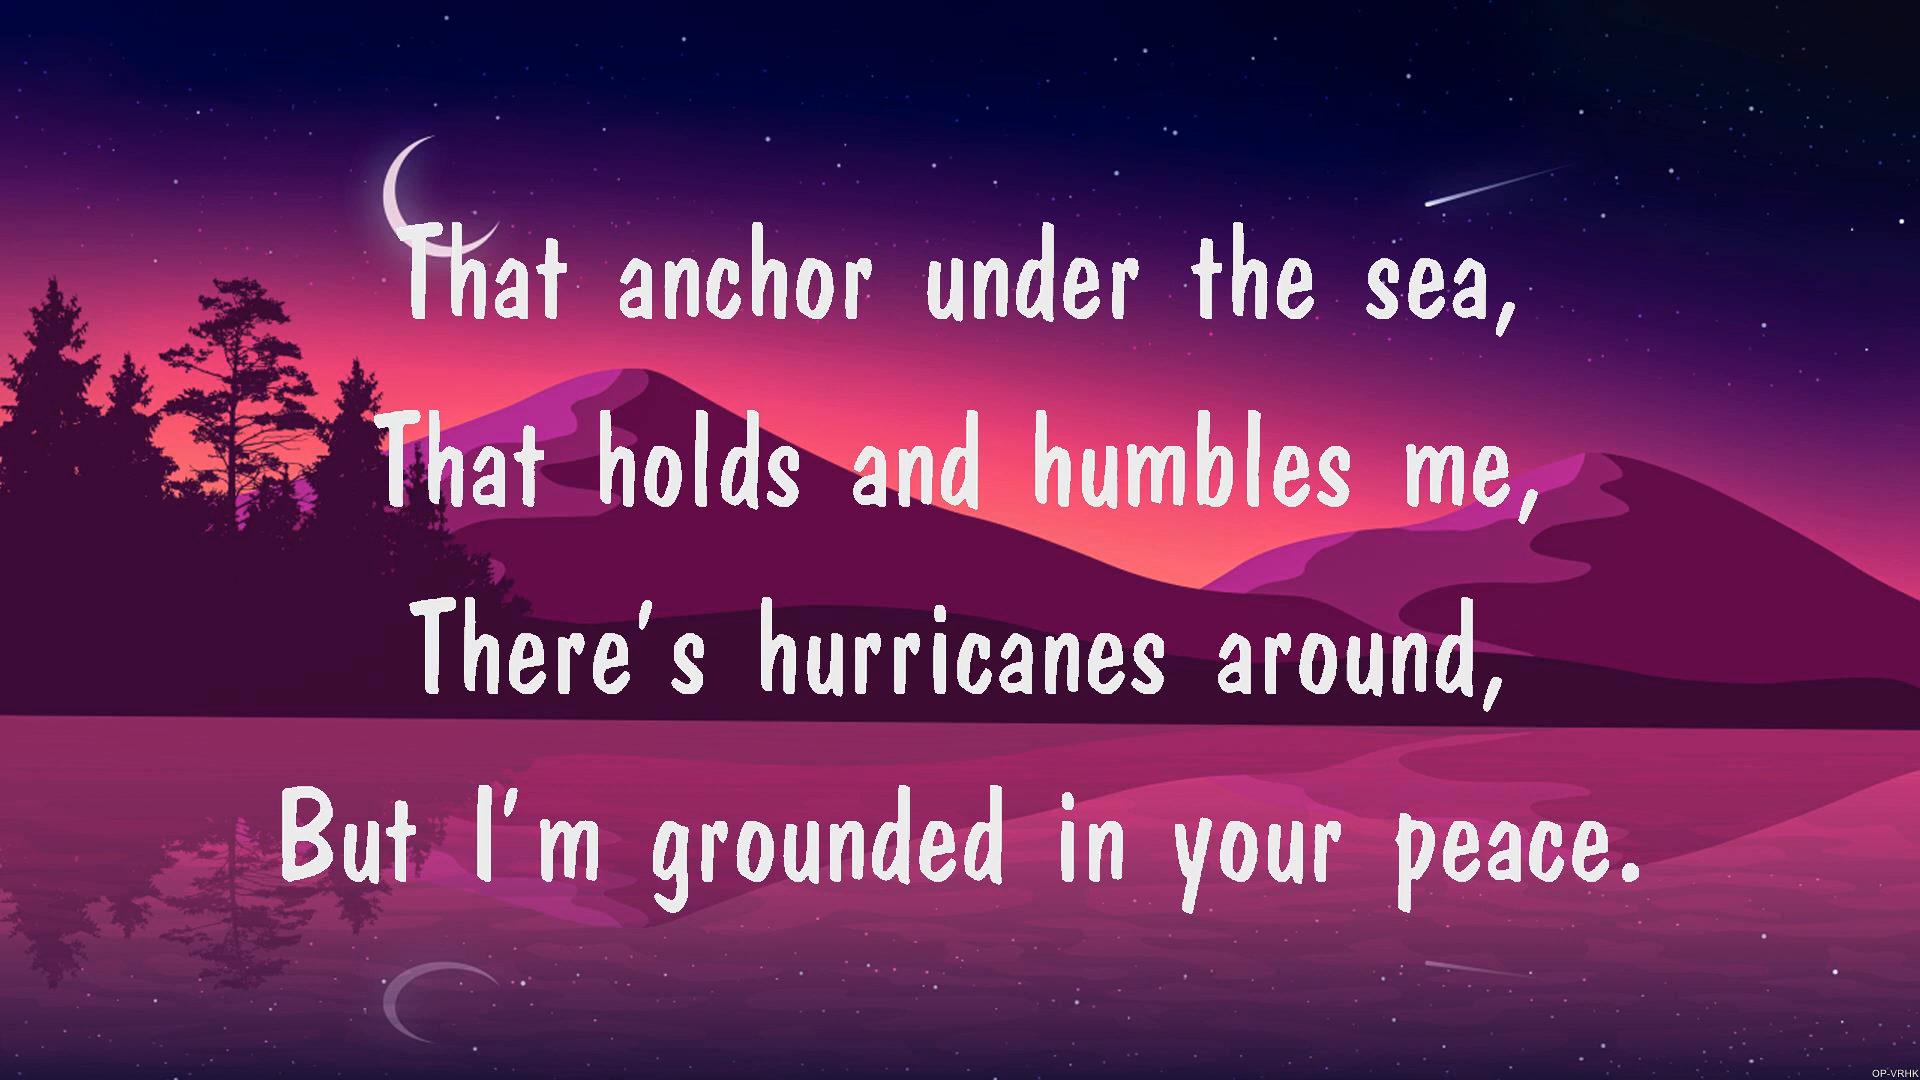 That anchor under the sea,
That holds and humbles me,
There's hurricanes around,
But I'm grounded in your peace.
OP-VRHK